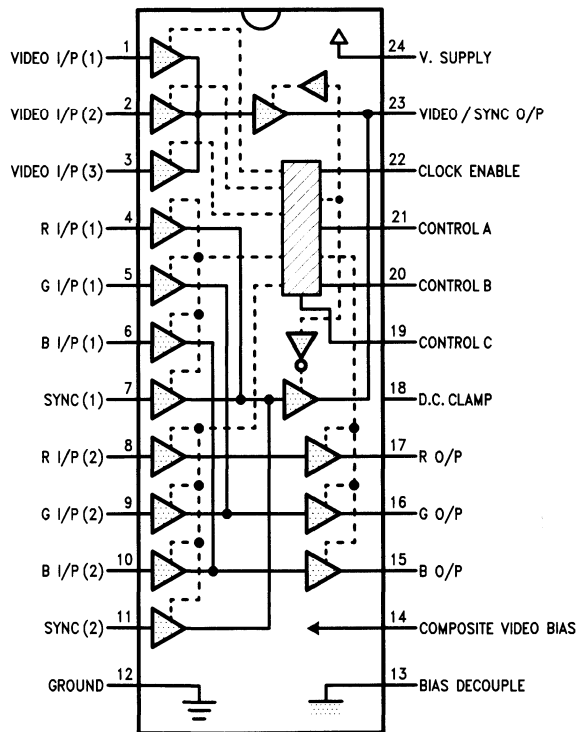 VIDEO I/P (1) 1
VIDEO I/P (2) 2
VIDEO I/P (3) 3
R I/P (1) 4
G I/P (1) 5
B I/P (1) 6
SYNC (1) 7
R I/P (2) 8
G I/P (2) 9
B I/P (2) 10
SYNC (2) 11
GROUND 12
24 V. SUPPLY
23 VIDEO / SYNC O/P
22 CLOCK ENABLE
21 CONTROL A
20 CONTROL B
19 CONTROL C
18 D.C. CLAMP
17 R O/P
16 G O/P
15 B O/P
14 COMPOSITE VIDEO BIAS
13 BIAS DECOUPLE